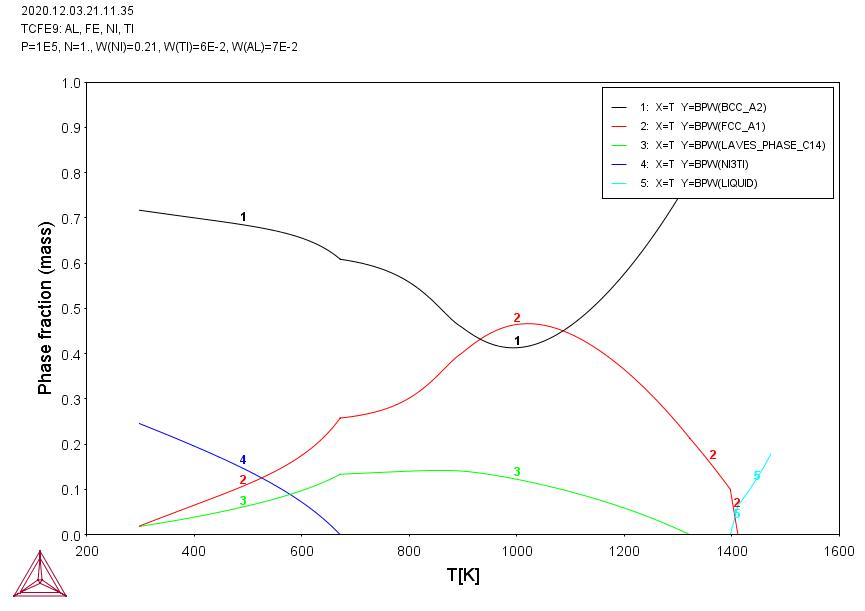 2020.12.03.21.11.35
TCFE9: AL, FE, NI, TI
P=1E5, N=1., W(NI)=0.21, W(TI)=6E-2, W(AL)=7E-2
1: X=T Y=BPW(BCC_A2)
2: X=T Y=BPW(FCC_A1)
3: X=T Y=BPW(LAVES_PHASE_C14)
4: X=T Y=BPW(NI3TI)
5: X=T Y=BPW(LIQUID)
Phase fraction (mass)
1.0
0.9
0.8
0.7
0.6
0.5
0.4
0.3
0.2
0.1
0.0
1
4
2
3
2
1
3
2
5
2
5
200 400 600 800 1000 1200 1400 1600
T[K]